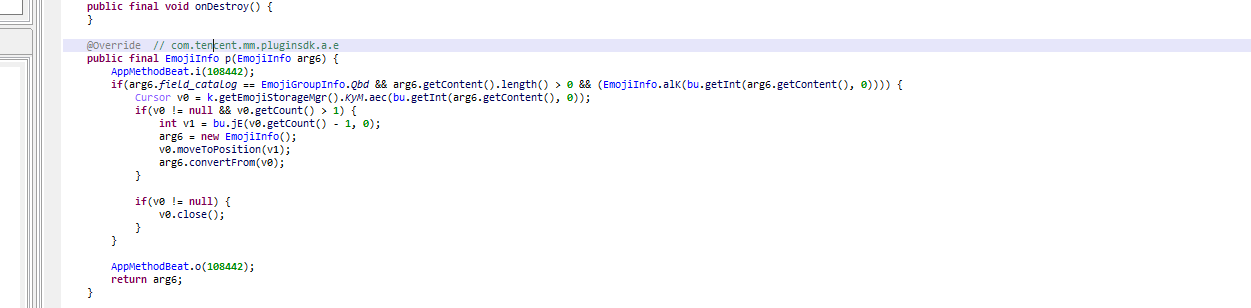 public final void onDestroy() {
}
@Override  // com.tencent.mm.pluginsdk.a.e
public final EmojiInfo p(EmojiInfo arg6) {
    AppMethodBeat.i(108442);
    if(arg6.field_catalog == EmojiGroupInfo.Qbd && arg6.getContent().length() > 0 && (EmojiInfo.alK(bu.getInt(arg6.getContent(), 0)))) {
        Cursor v0 = k.getEmojiStorageMgr().KyM.aec(bu.getInt(arg6.getContent(), 0));
        if(v0 != null && v0.getCount() > 1) {
            int v1 = bu.jE(v0.getCount() - 1, 0);
            arg6 = new EmojiInfo();
            v0.moveToPosition(v1);
            arg6.convertFrom(v0);
        }
        if(v0 != null) {
            v0.close();
        }
    }
    AppMethodBeat.o(108442);
    return arg6;
}